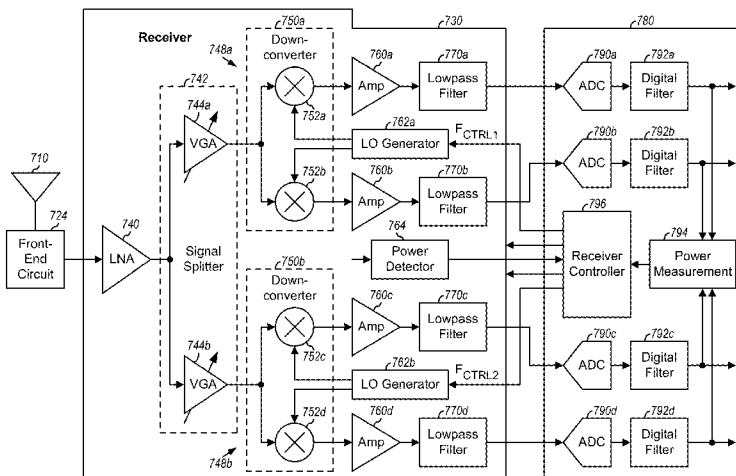 750a
730
780
Receiver
748a
Down-
converter
760a
770a
790a
792a
742
752a
Amp
Lowpass
Filter
ADC
Digital
Filter
744a
VGA
762a
LO Generator
F CTRL1
790b
792b
710
752b
760b
770b
Amp
Lowpass
Filter
ADC
Digital
Filter
724
740
764
796
794
Front-
End
Circuit
LNA
Signal
Splitter
750b
Power
Detector
Receiver
Controller
Power
Measurement
Down-
converter
760c
770c
790c
792c
744b
752c
Amp
Lowpass
Filter
ADC
Digital
Filter
VGA
762b
LO Generator
F CTRL2
752d
760d
770d
790d
792d
748b
Amp
Lowpass
Filter
ADC
Digital
Filter